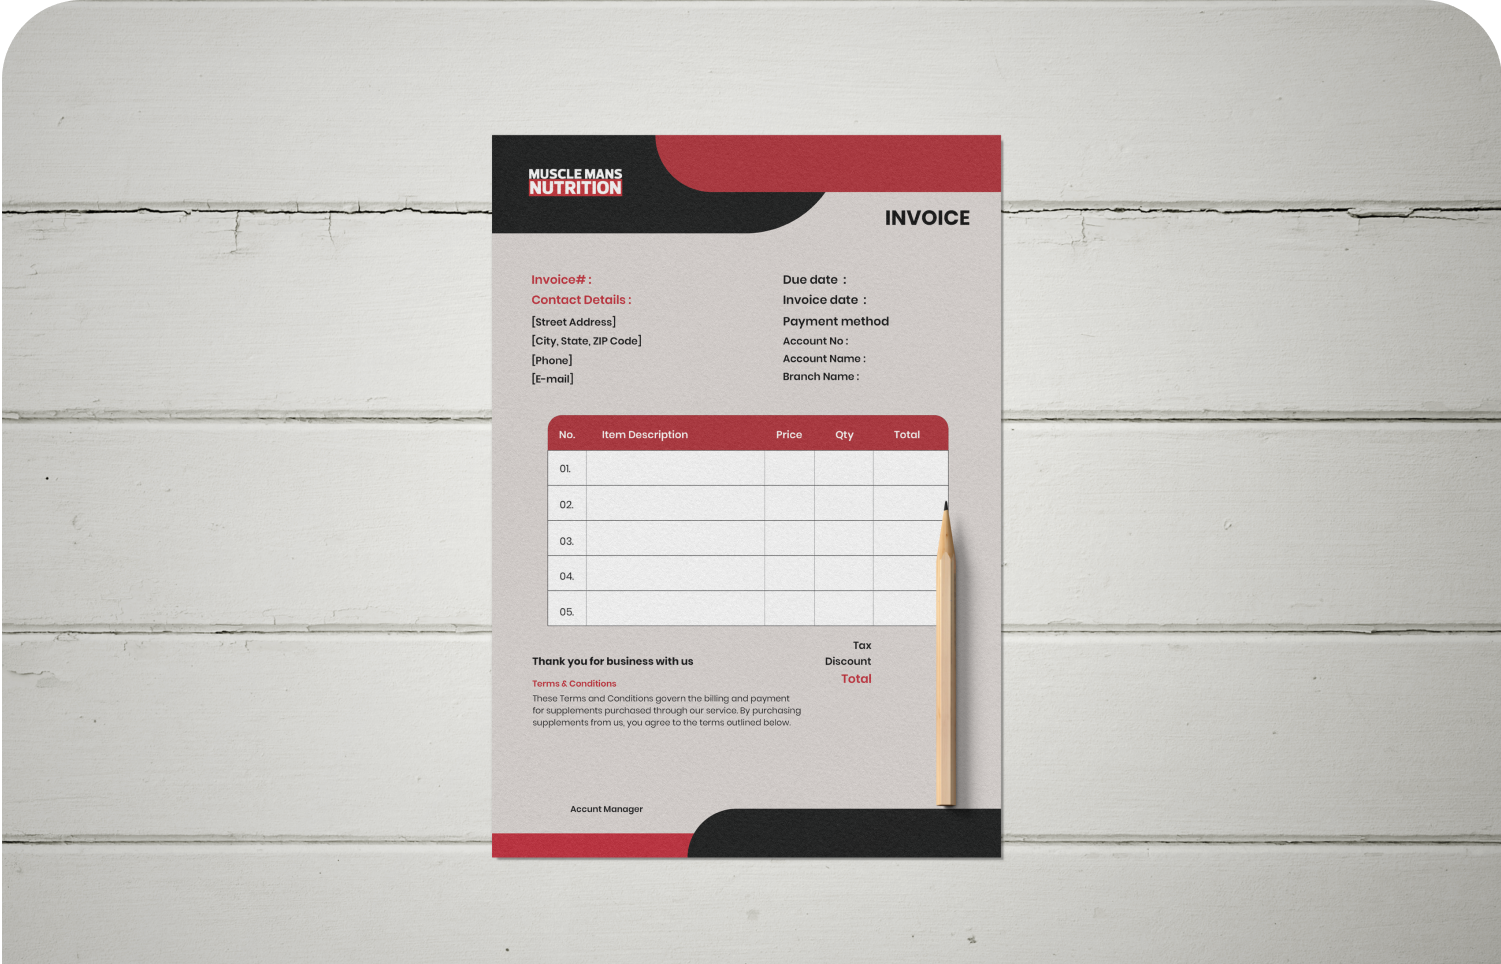 MUSCLE MANS
NUTRITION
INVOICE
Invoice# :
Contact Details :
[Street Address]
[City, State, ZIP Code]
[Phone]
[E-mail]
Due date :
Invoice date :
Payment method
Account No :
Account Name :
Branch Name :
No. Item Description Price Qty Total
01.
02.
03.
04.
05.
Tax
Discount
Total
Thank you for business with us
Terms & Conditions
These Terms and Conditions govern the billing and payment
for supplements purchased through our service. By purchasing
supplements from us, you agree to the terms outlined below.
Accunt Manager